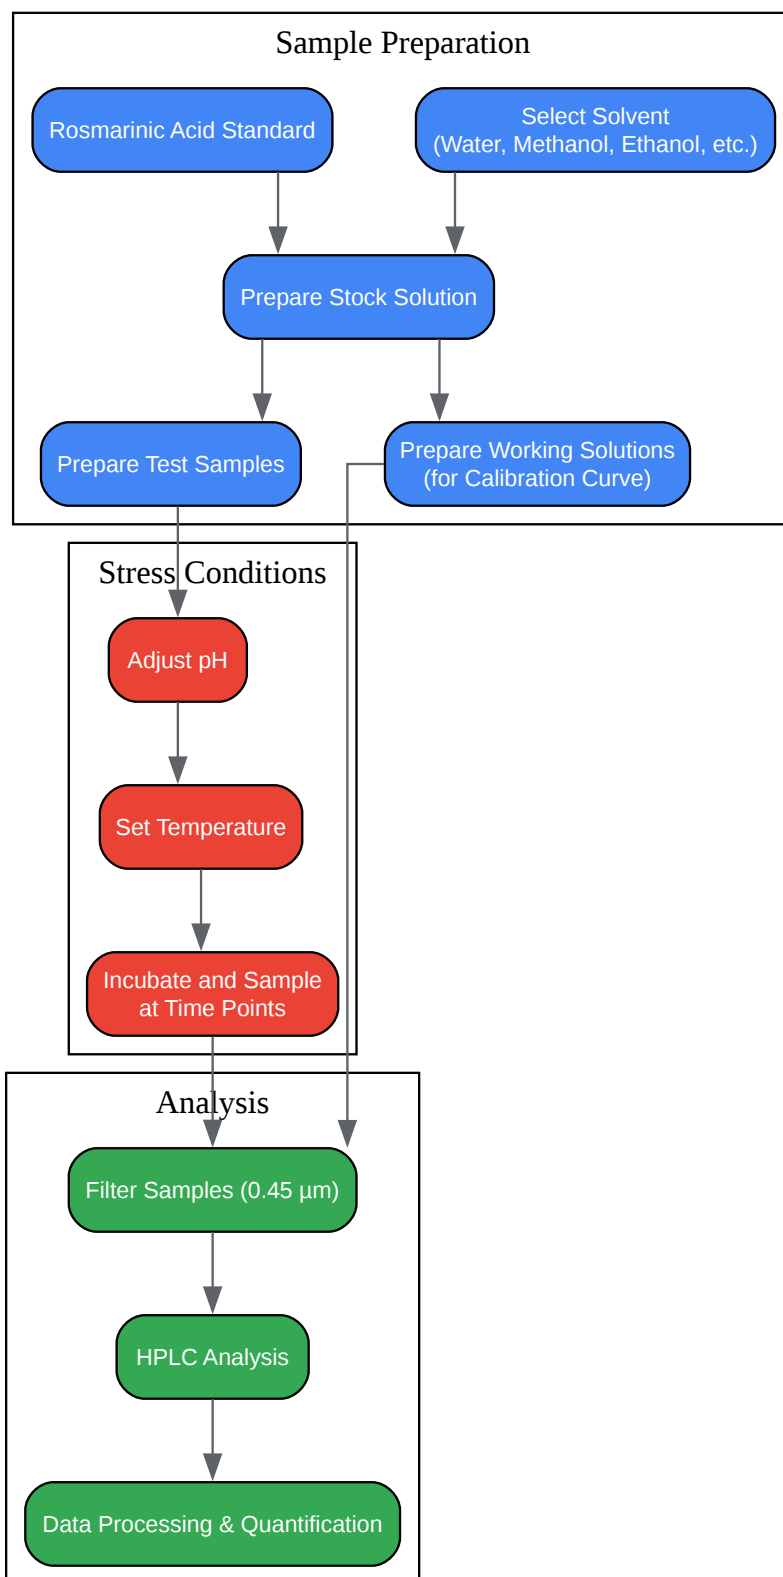 Sample Preparation
Rosmarinic Acid Standard
Select Solvent
(Water, Methanol, Ethanol, etc.)
Prepare Stock Solution
Prepare Test Samples
Prepare Working Solutions
(for Calibration Curve)
Stress Conditions
Adjust pH
Set Temperature
Incubate and Sample
at Time Points
Analysis
Filter Samples (0.45 µm)
HPLC Analysis
Data Processing & Quantification